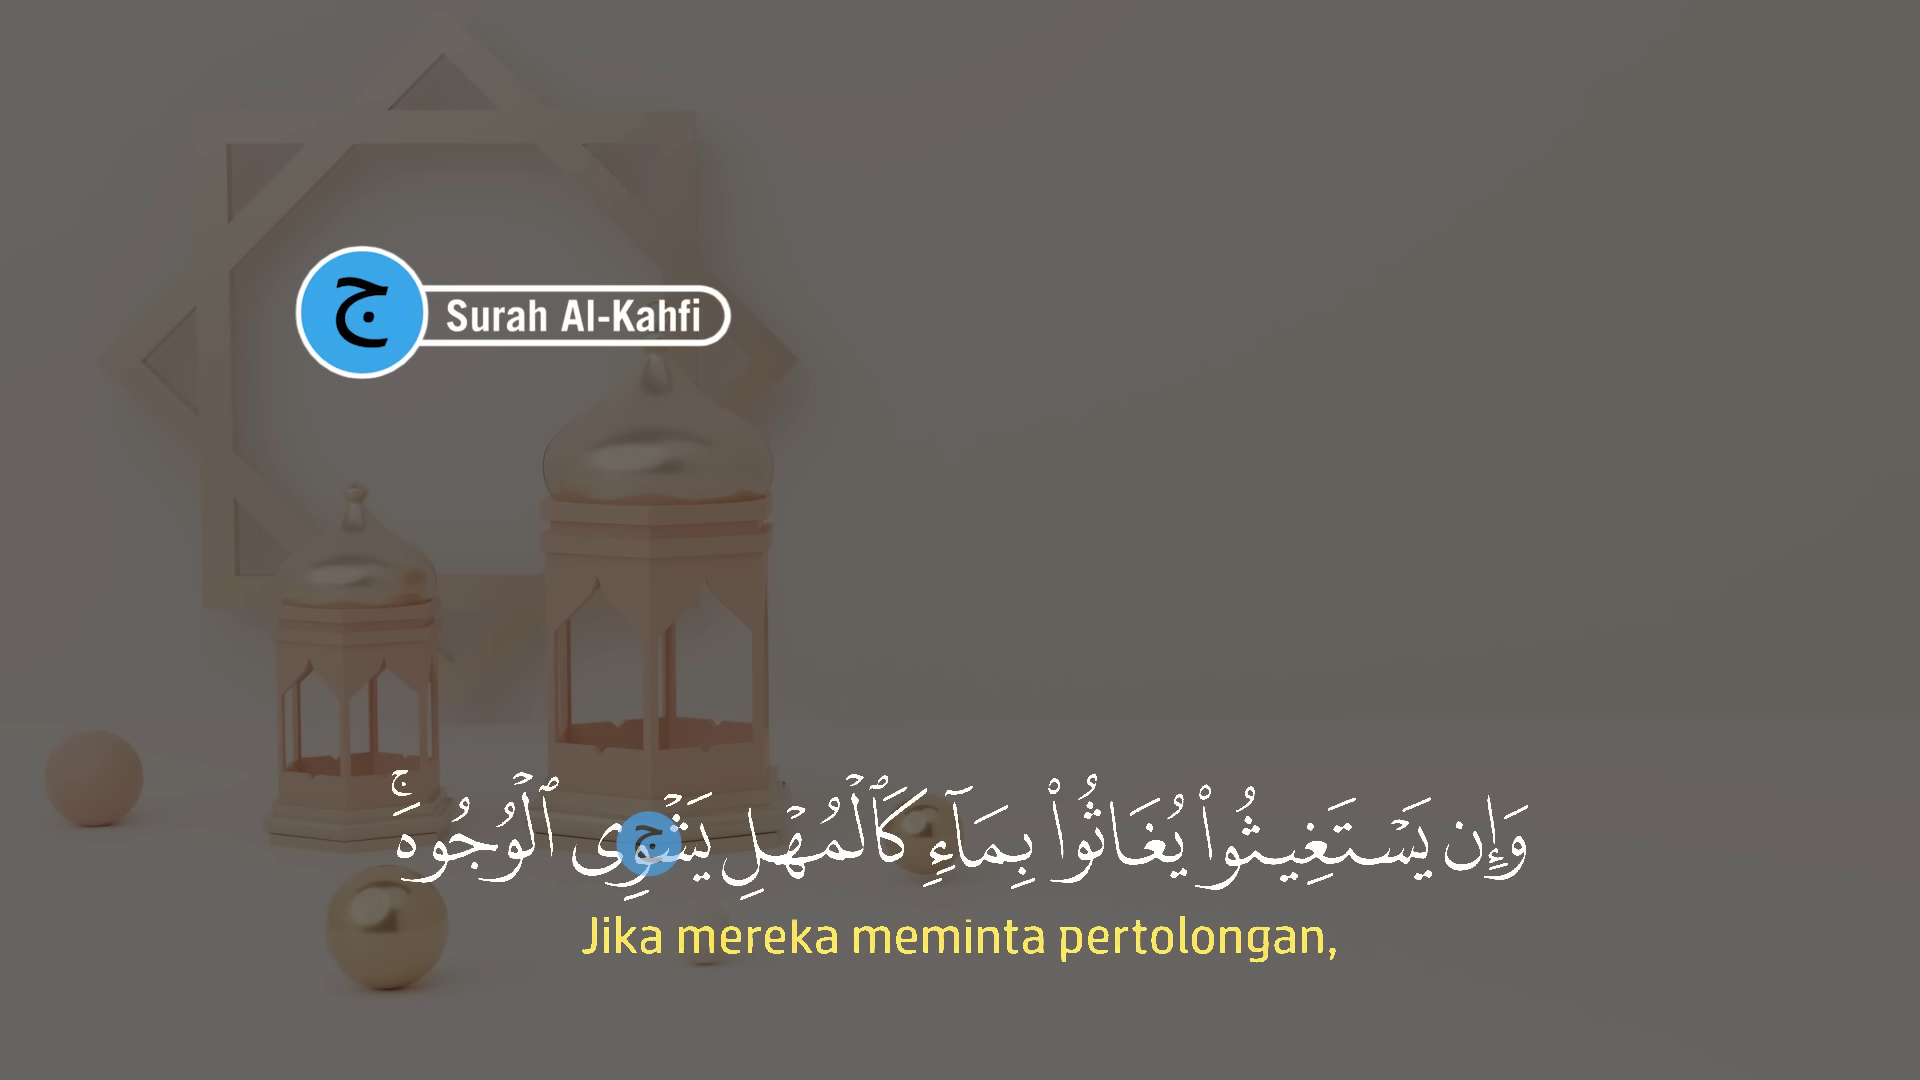 ج
Surah Al-Kahfi
وَإِن يَسْتَغِيثُوا۟ يُغَاثُوا۟ بِمَآءٍ كَٱلْمُهْلِ يَشْوِى ٱلْوُجُوهَ ۚ
ج
Jika mereka meminta pertolongan,